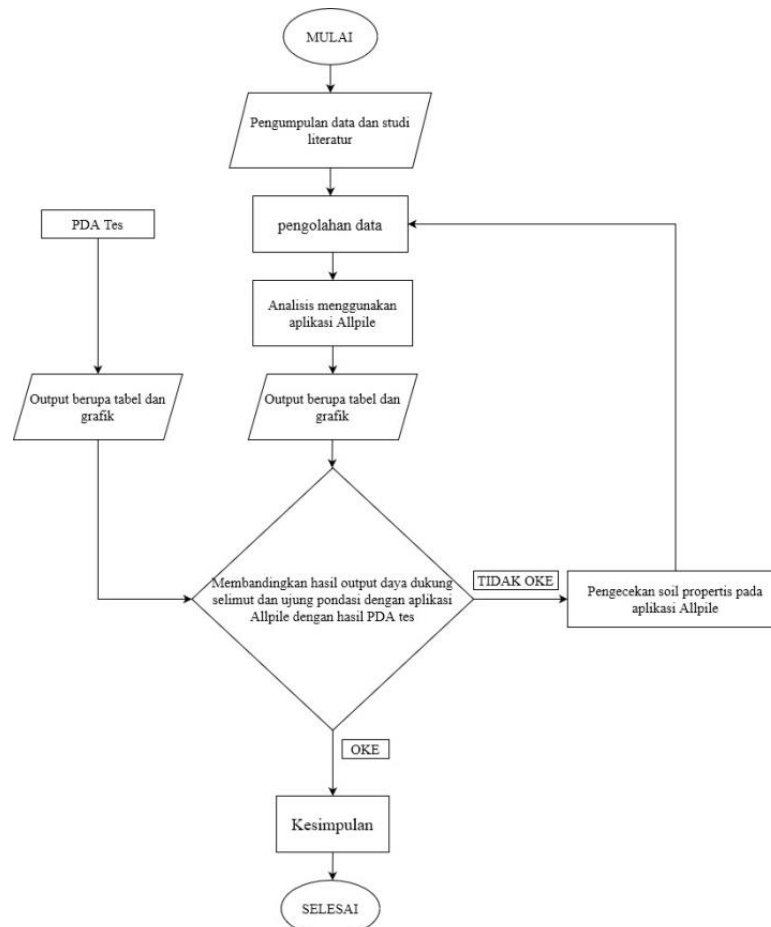 MULAI
Pengumpulan data dan studi
literatur
PDA Tes
pengolahan data
Analisis menggunakan
aplikasi Allpile
Output berupa tabel dan
grafik
Output berupa tabel dan
grafik
Membandingkan hasil output daya dukung
selimut dan ujung pondasi dengan aplikasi
Allpile dengan hasil PDA tes
TIDAK OKE
Pengecekan soil propertis pada
aplikasi Allpile
OKE
Kesimpulan
SELESAI